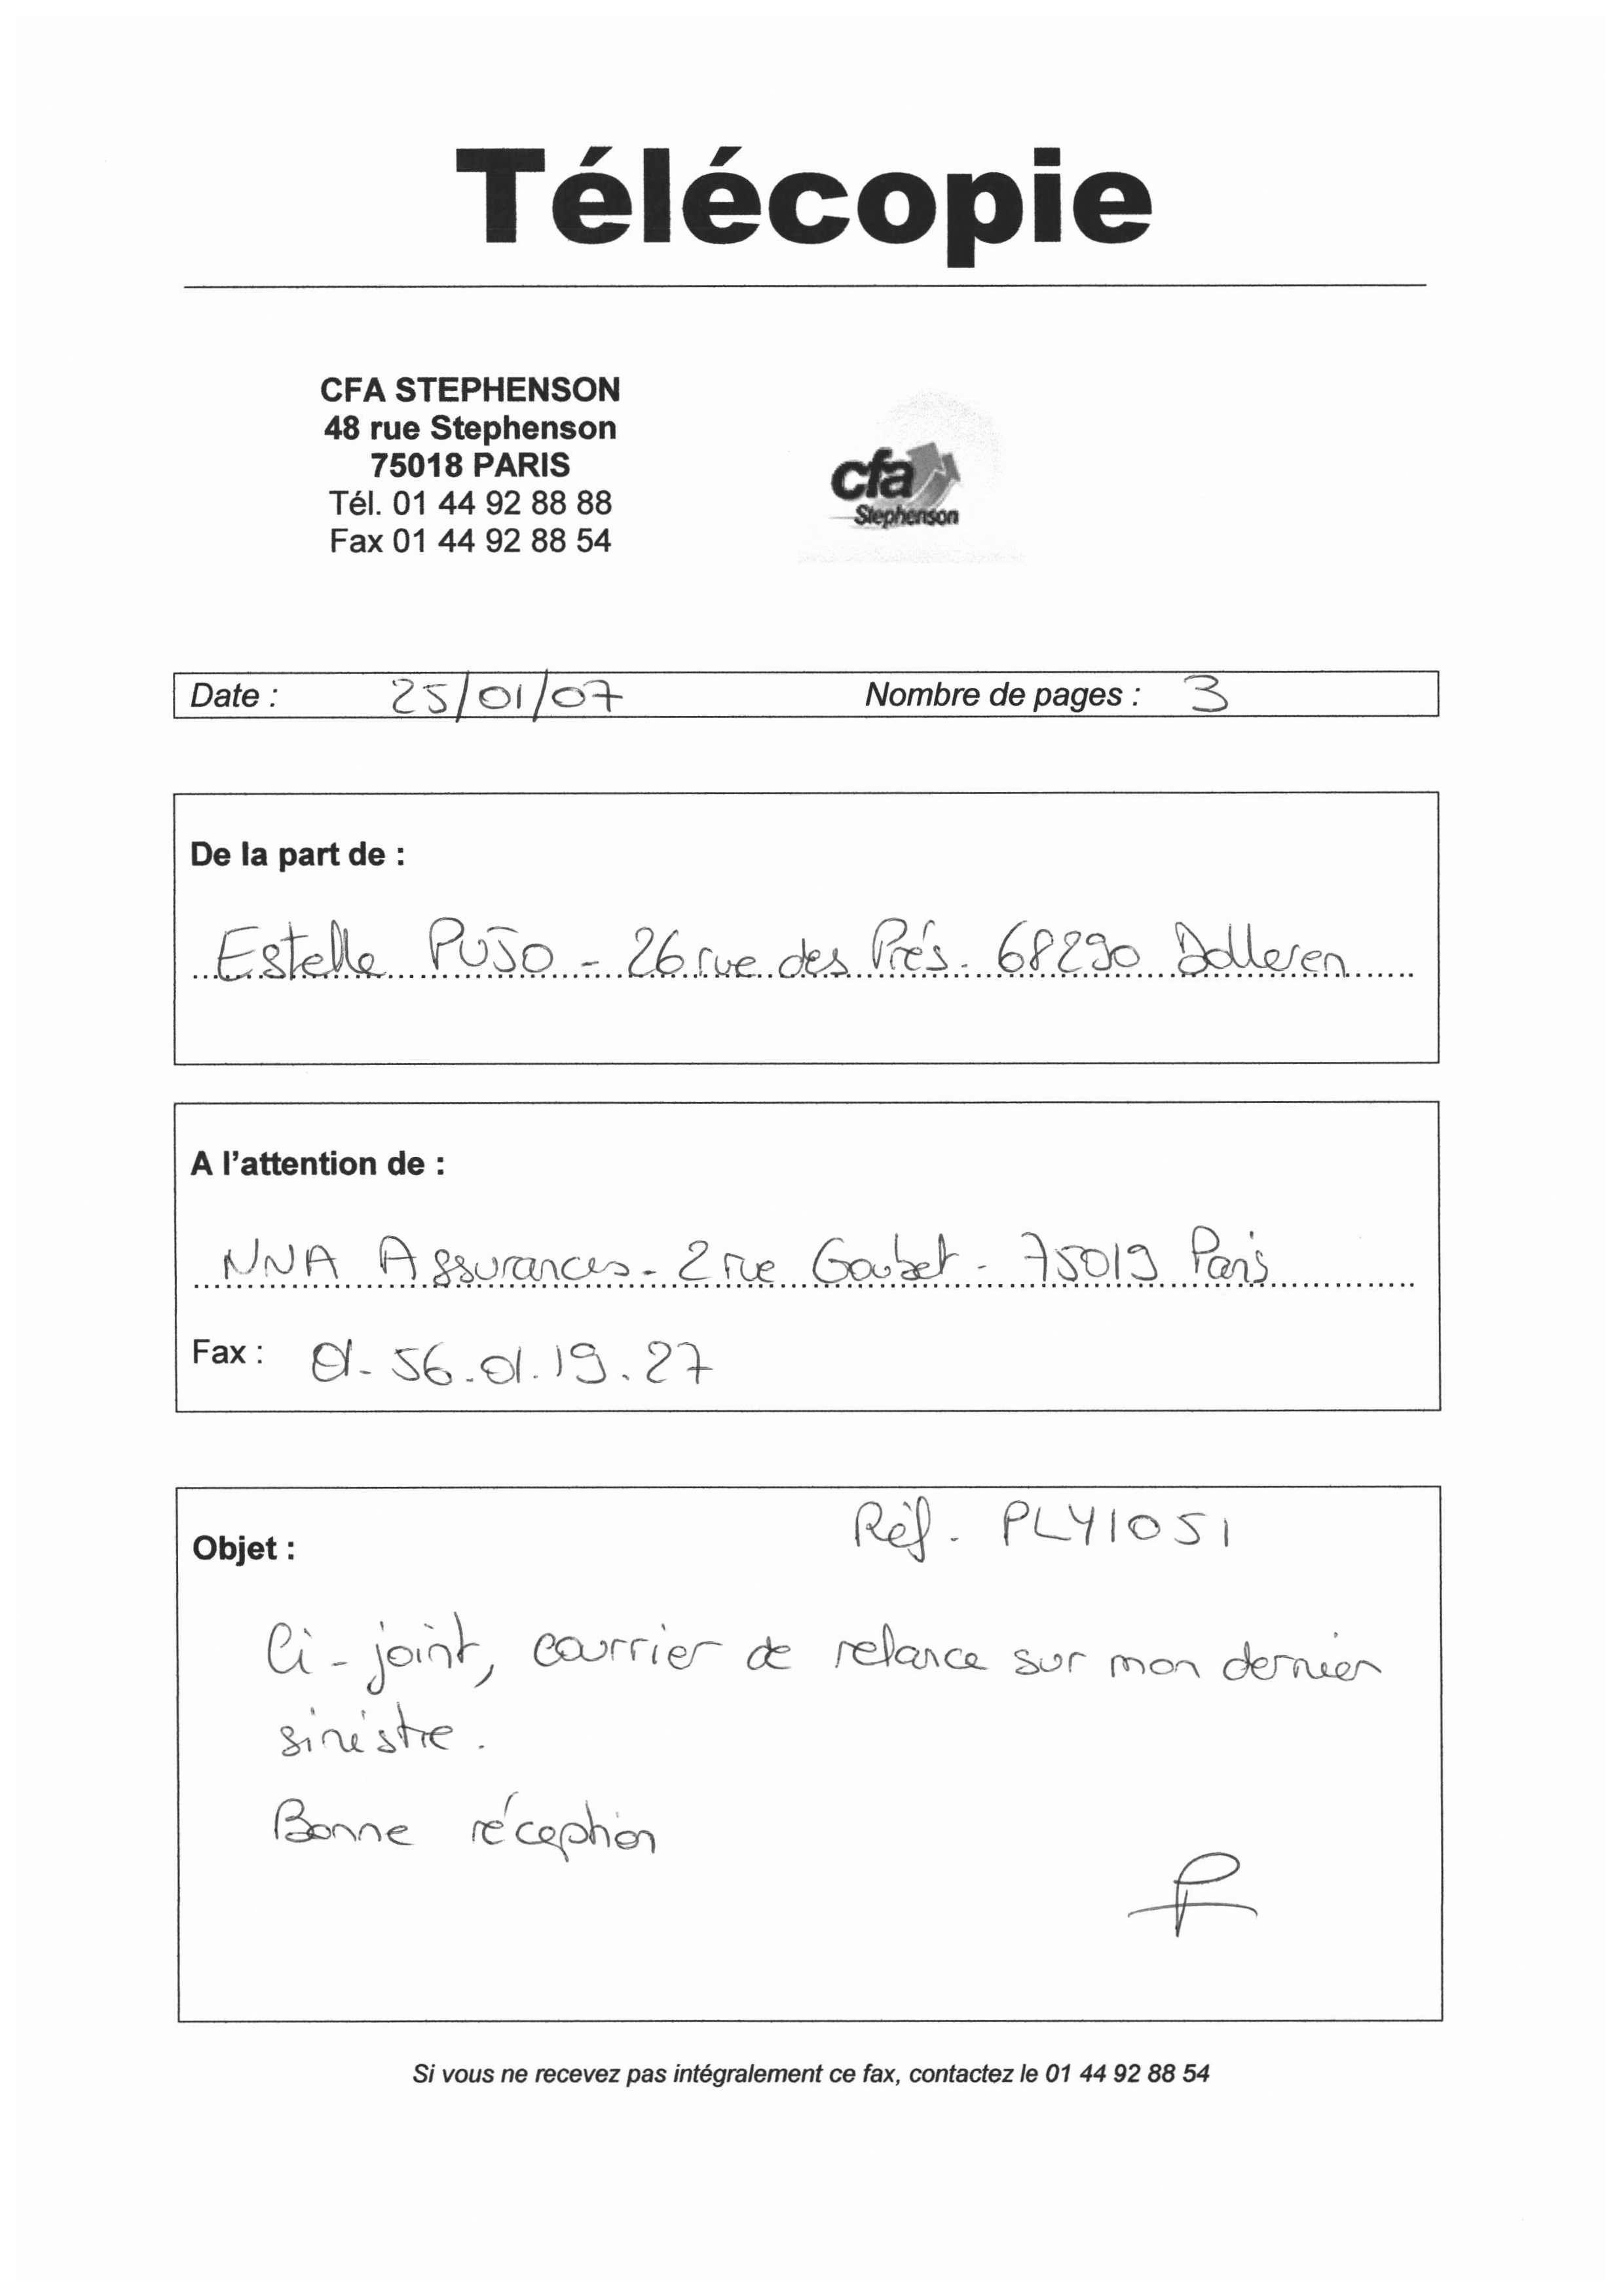 Télécopie
CFA STEPHENSON
48 rue Stephenson
75018 PARIS
Tél. 01 44 92 88 88
Fax 01 44 92 88 54
cfa
Stephenson
Date : 25/01/07 Nombre de pages : 3
De la part de :
Estelle PUJO - 26 rue des Prés - 68290 Dolleren
A l'attention de :
NNA Assurances - 2 rue Goubet - 75019 Paris
Fax : 01-56.01.19.27
Réf. PLY1051
Objet :
Ci-joint, courrier de relance sur mon dernier
sinistre.
Bonne réception
Si vous ne recevez pas intégralement ce fax, contactez le 01 44 92 88 54